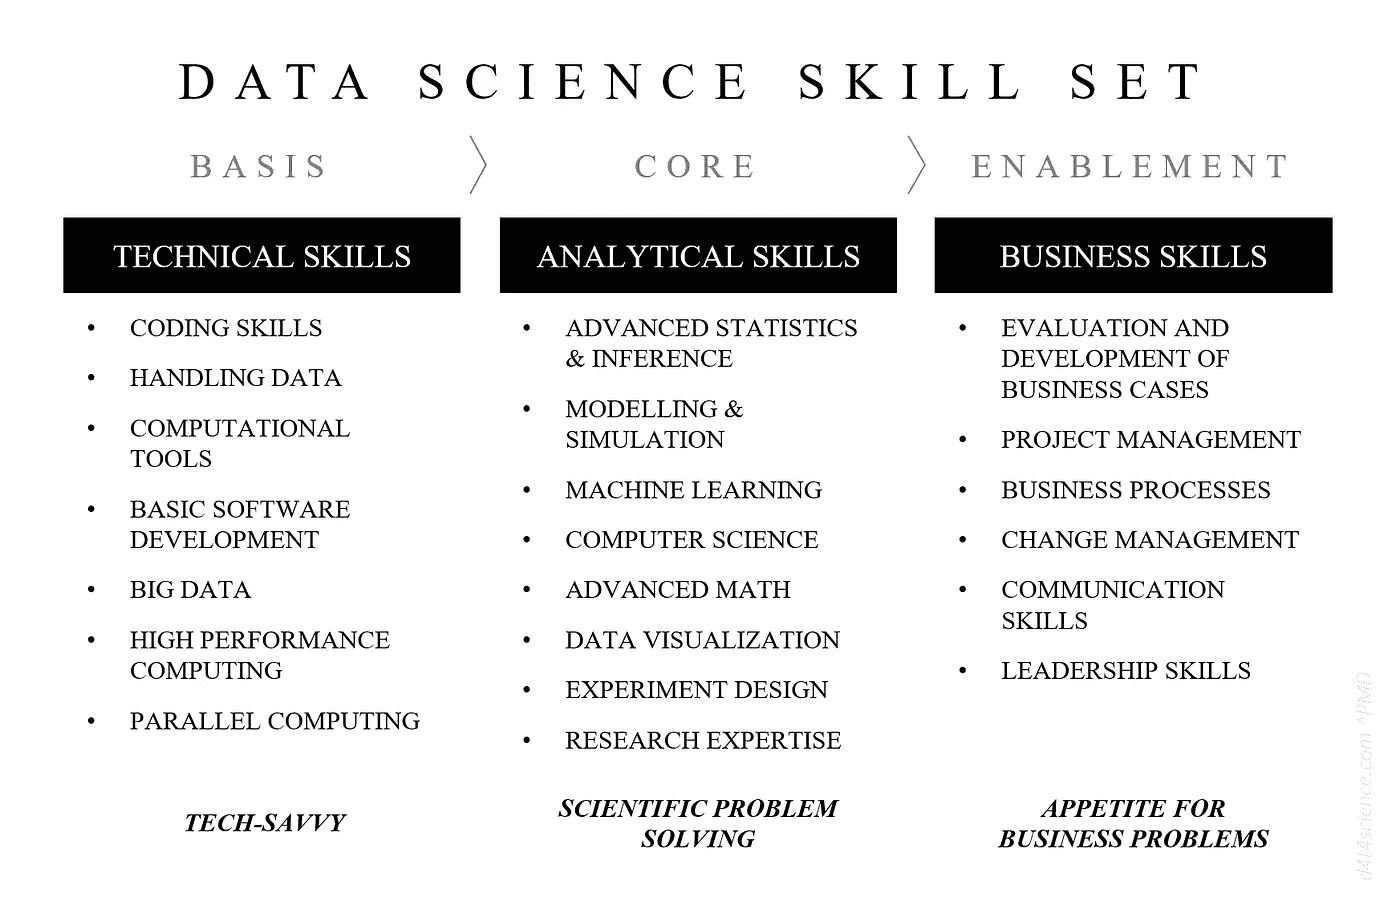 DATA SCIENCE SKILL SET
BASIS
CORE
ENABLEMENT
TECHNICAL SKILLS
• CODING SKILLS
• HANDLING DATA
• COMPUTATIONAL
TOOLS
• BASIC SOFTWARE
DEVELOPMENT
• BIG DATA
• HIGH PERFORMANCE
COMPUTING
• PARALLEL COMPUTING
TECH-SAVVY
ANALYTICAL SKILLS
• ADVANCED STATISTICS
& INFERENCE
• MODELLING &
SIMULATION
• MACHINE LEARNING
• COMPUTER SCIENCE
• ADVANCED MATH
• DATA VISUALIZATION
• EXPERIMENT DESIGN
• RESEARCH EXPERTISE
SCIENTIFIC PROBLEM
SOLVING
BUSINESS SKILLS
• EVALUATION AND
DEVELOPMENT OF
BUSINESS CASES
• PROJECT MANAGEMENT
• BUSINESS PROCESSES
• CHANGE MANAGEMENT
• COMMUNICATION
SKILLS
• LEADERSHIP SKILLS
APPETITE FOR
BUSINESS PROBLEMS
d4t4science.com ^PMD